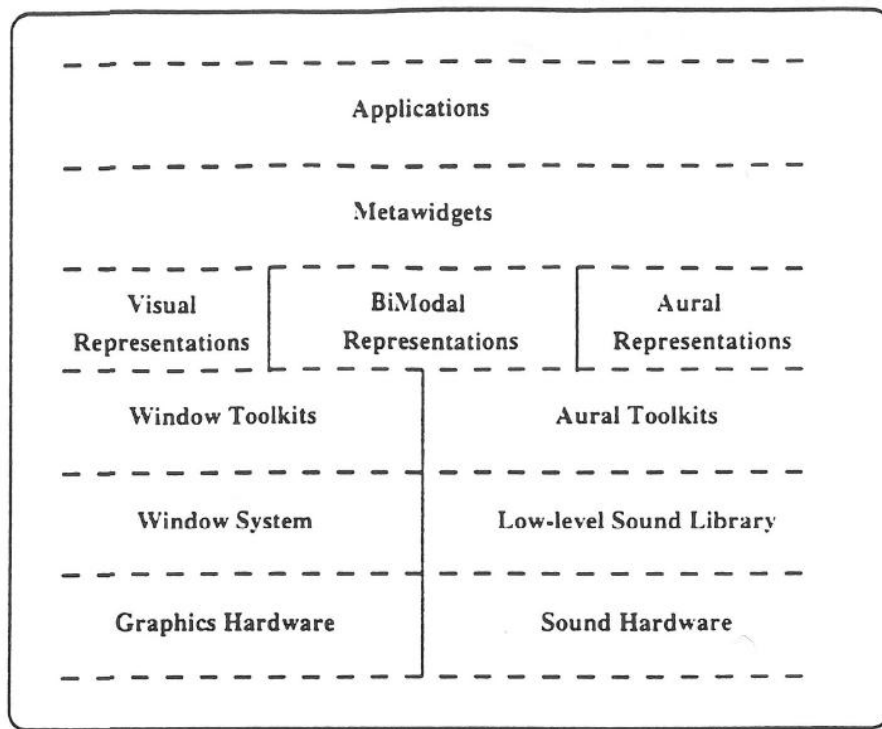 Applications
Metawidgets
Visual
Representations
BiModal
Representations
Aural
Representations
Window Toolkits
Aural Toolkits
Window System
Low-level Sound Library
Graphics Hardware
Sound Hardware